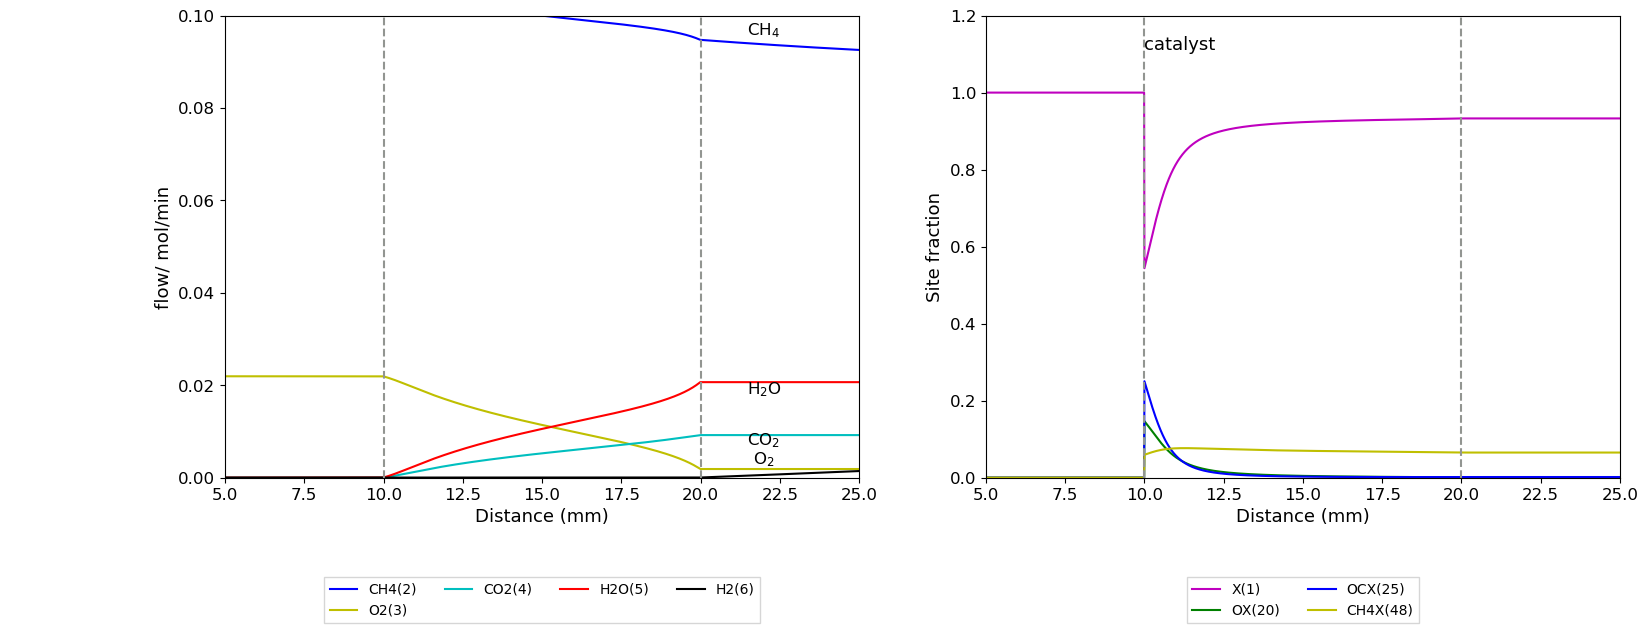 0.10
0.08
0.06
0.04
0.02
0.00
flow/ mol/min
CH₄
H₂O
CO₂
O₂
5.0 7.5 10.0 12.5 15.0 17.5 20.0 22.5 25.0
Distance (mm)
CH4(2) CO2(4) H2O(5) H2(6)
O2(3)
1.2
1.0
0.8
0.6
0.4
0.2
0.0
Site fraction
catalyst
5.0 7.5 10.0 12.5 15.0 17.5 20.0 22.5 25.0
Distance (mm)
X(1) OCX(25)
OX(20) CH4X(48)